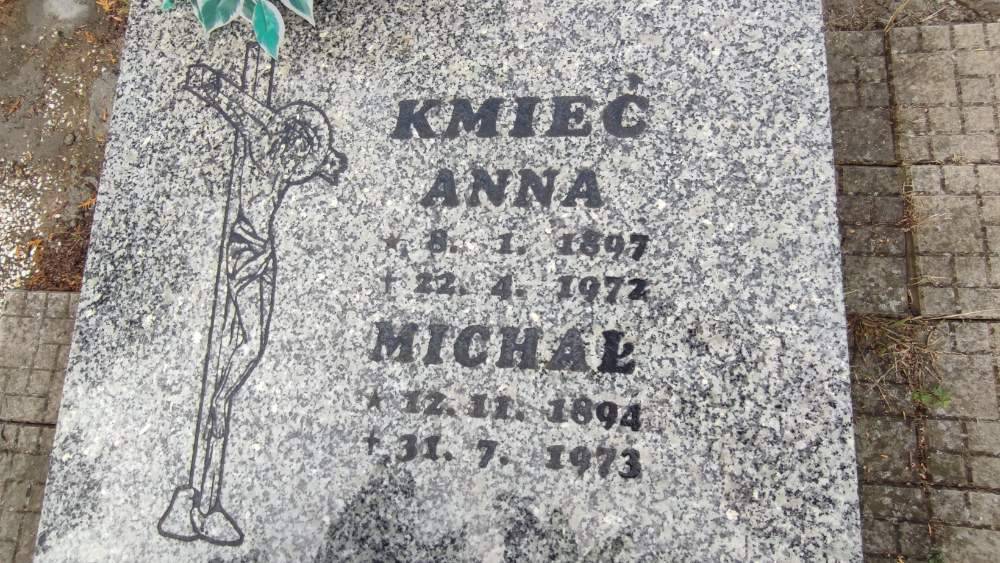 KMIEĆ
ANNA
* 8. 1. 1897
† 22. 4. 1972
MICHAŁ
* 12. 11. 1894
† 31. 7. 1973